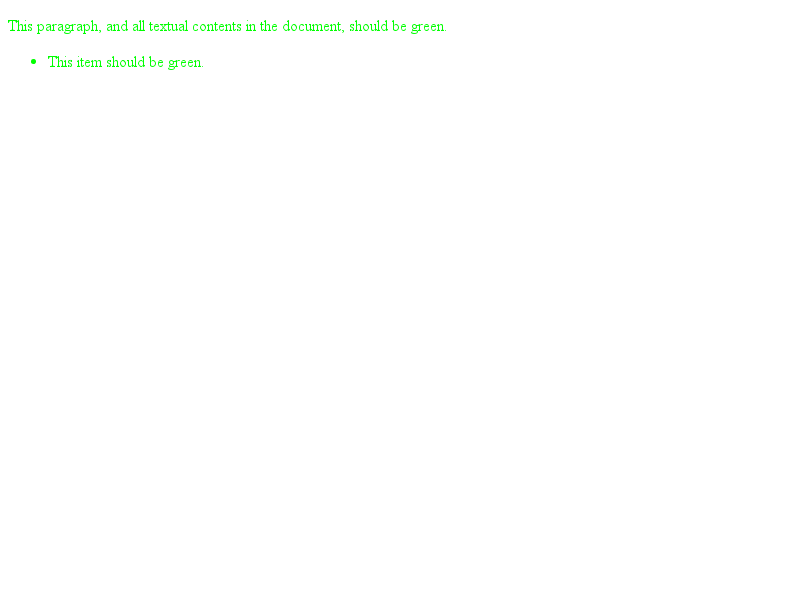 This paragraph, and all textual contents in the document, should be green.
• This item should be green.